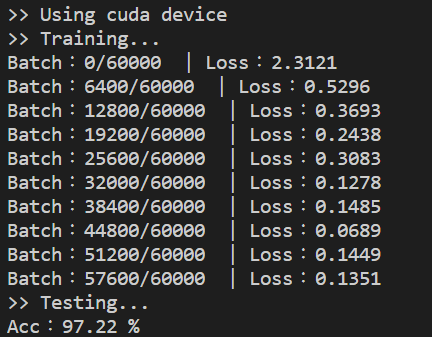 >> Using cuda device
>> Training...
Batch：0/60000  | Loss：2.3121
Batch：6400/60000  | Loss：0.5296
Batch：12800/60000  | Loss：0.3693
Batch：19200/60000  | Loss：0.2438
Batch：25600/60000  | Loss：0.3083
Batch：32000/60000  | Loss：0.1278
Batch：38400/60000  | Loss：0.1485
Batch：44800/60000  | Loss：0.0689
Batch：51200/60000  | Loss：0.1449
Batch：57600/60000  | Loss：0.1351
>> Testing...
Acc：97.22 %